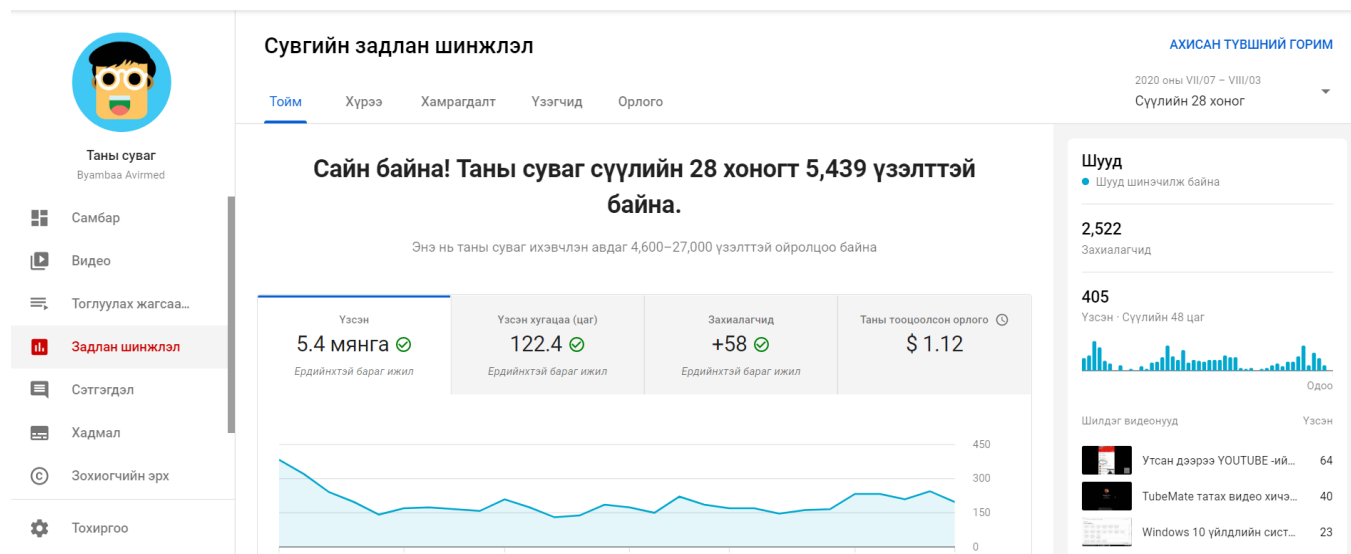 Сувгийн задлан шинжлэл
АХИСАН ТҮВШНИЙ ГОРИМ
Тойм
Хүрээ
Хамрагдалт
Үзэгчид
Орлого
2020 оны VII/07 – VIII/03
Сүүлийн 28 хоног
Таны суваг
Byambaa Avirmed
Самбар
Видео
Тоглуулах жагсаа...
Задлан шинжлэл
Сэтгэгдэл
Хадмал
Зохиогчийн эрх
Тохиргоо
Сайн байна! Таны суваг сүүлийн 28 хоногт 5,439 үзэлттэй
байна.
Энэ нь таны суваг ихэвчлэн авдаг 4,600–27,000 үзэлттэй ойролцоо байна
Үзсэн
5.4 мянга
Ердийнхтэй бараг ижил
Үзсэн хугацаа (цаг)
122.4
Ердийнхтэй бараг ижил
Захиалагчид
+58
Ердийнхтэй бараг ижил
Таны тооцоолсон орлого
$ 1.12
450
300
150
0
Шууд
Шууд шинэчилж байна
2,522
Захиалагчид
405
Үзсэн · Сүүлийн 48 цаг
Одоо
Шилдэг видеонууд Үзсэн
Утсан дээрээ YOUTUBE -ий... 64
TubeMate татах видео хичэ... 40
Windows 10 үйлдлийн сист... 23